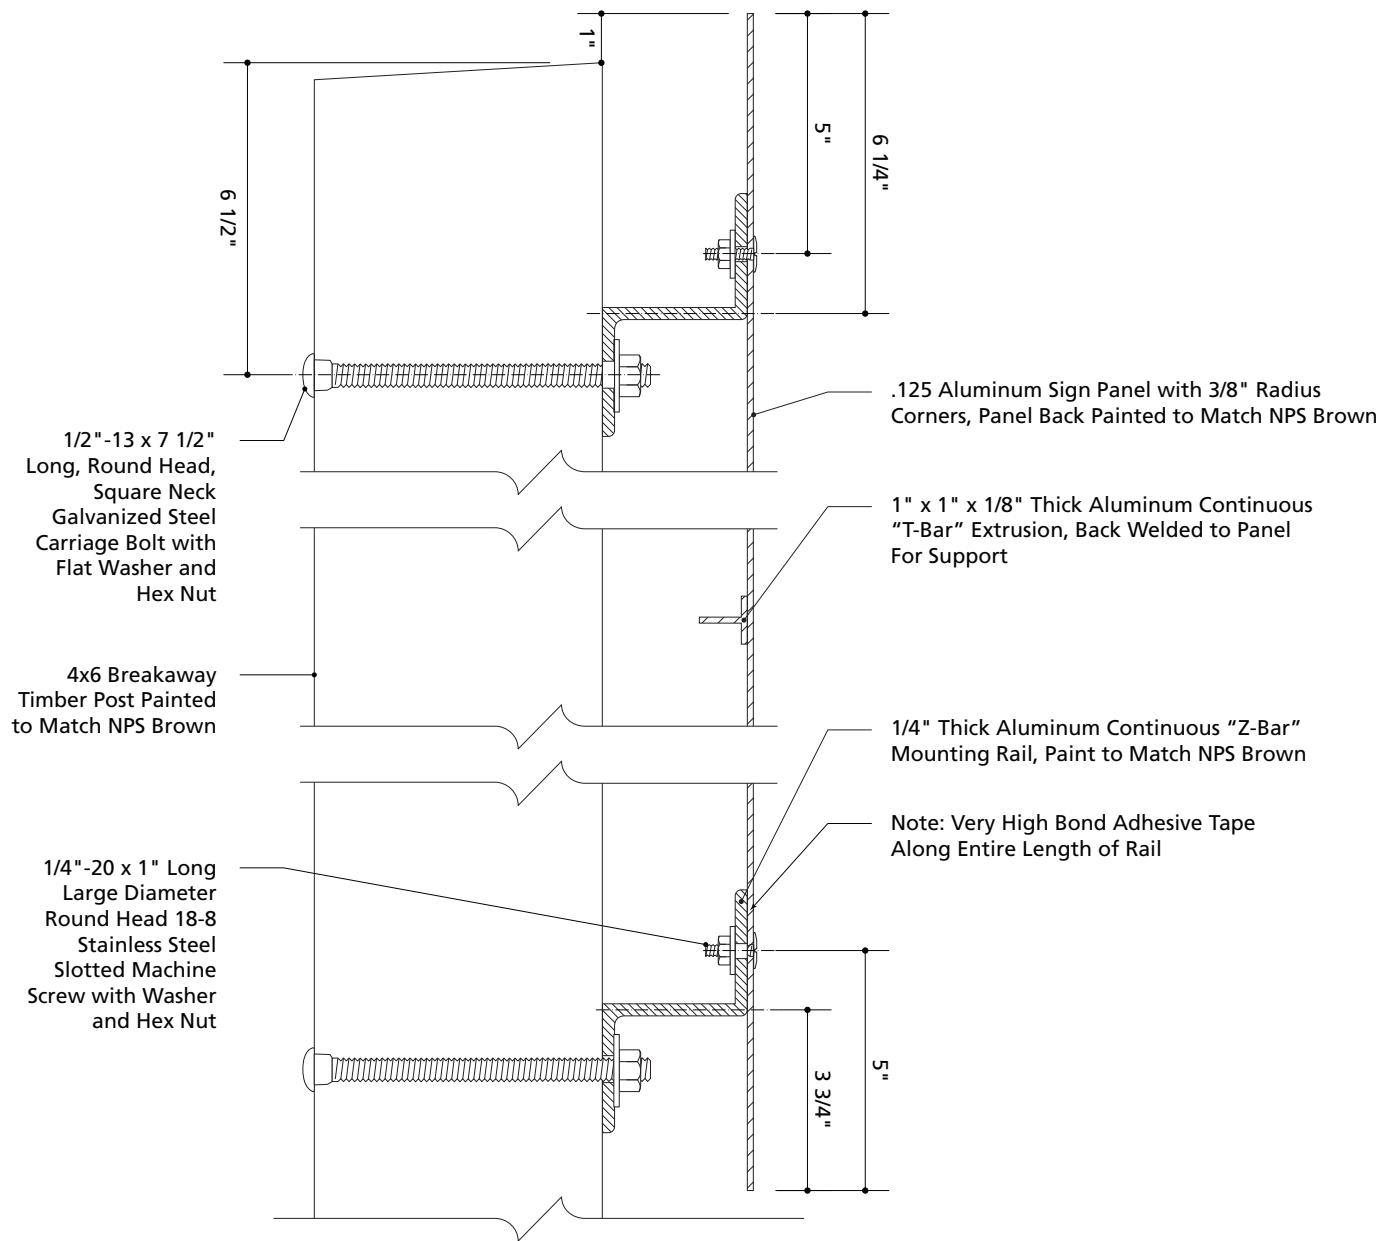 1"
5"
6 1/4"
6 1/2"
.125 Aluminum Sign Panel with 3/8" Radius
Corners, Panel Back Painted to Match NPS Brown
1/2"-13 x 7 1/2"
Long, Round Head,
Square Neck
Galvanized Steel
Carriage Bolt with
Flat Washer and
Hex Nut
1" x 1" x 1/8" Thick Aluminum Continuous
“T-Bar” Extrusion, Back Welded to Panel
For Support
4x6 Breakaway
Timber Post Painted
to Match NPS Brown
1/4" Thick Aluminum Continuous “Z-Bar”
Mounting Rail, Paint to Match NPS Brown
Note: Very High Bond Adhesive Tape
Along Entire Length of Rail
1/4"-20 x 1" Long
Large Diameter
Round Head 18-8
Stainless Steel
Slotted Machine
Screw with Washer
and Hex Nut
3 3/4"
5"